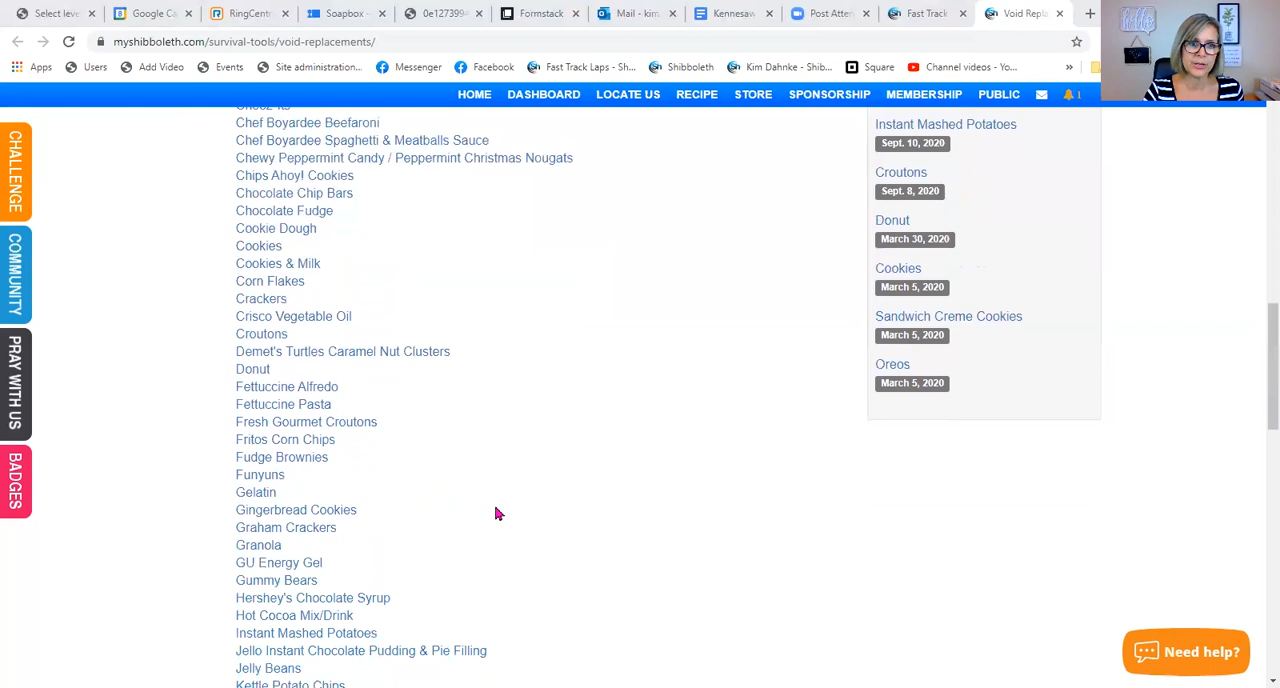 Select leve
Google Ca
RingCentr
Soapbox -
0e1273994
Formstack
Mail - kim
Kennesaw
Post Atten
Fast Track
Void Repla
myshibboleth.com/survival-tools/void-replacements/
Apps
Users
Add Video
Events
Site administration...
Messenger
Facebook
Fast Track Laps - Sh...
Shibboleth
Kim Dahnke - Shib...
Square
Channel videos - Yo...
»
hello
HOME
DASHBOARD
LOCATE US
RECIPE
STORE
SPONSORSHIP
MEMBERSHIP
PUBLIC
1
CHALLENGE
COMMUNITY
PRAY WITH US
BADGES
Chef Boyardee Beefaroni
Chef Boyardee Spaghetti & Meatballs Sauce
Chewy Peppermint Candy / Peppermint Christmas Nougats
Chips Ahoy! Cookies
Chocolate Chip Bars
Chocolate Fudge
Cookie Dough
Cookies
Cookies & Milk
Corn Flakes
Crackers
Crisco Vegetable Oil
Croutons
Demet's Turtles Caramel Nut Clusters
Donut
Fettuccine Alfredo
Fettuccine Pasta
Fresh Gourmet Croutons
Fritos Corn Chips
Fudge Brownies
Funyuns
Gelatin
Gingerbread Cookies
Graham Crackers
Granola
GU Energy Gel
Gummy Bears
Hershey's Chocolate Syrup
Hot Cocoa Mix/Drink
Instant Mashed Potatoes
Jello Instant Chocolate Pudding & Pie Filling
Jelly Beans
Kettle Potato Chips
Instant Mashed Potatoes
Sept. 10, 2020
Croutons
Sept. 8, 2020
Donut
March 30, 2020
Cookies
March 5, 2020
Sandwich Creme Cookies
March 5, 2020
Oreos
March 5, 2020
Need help?